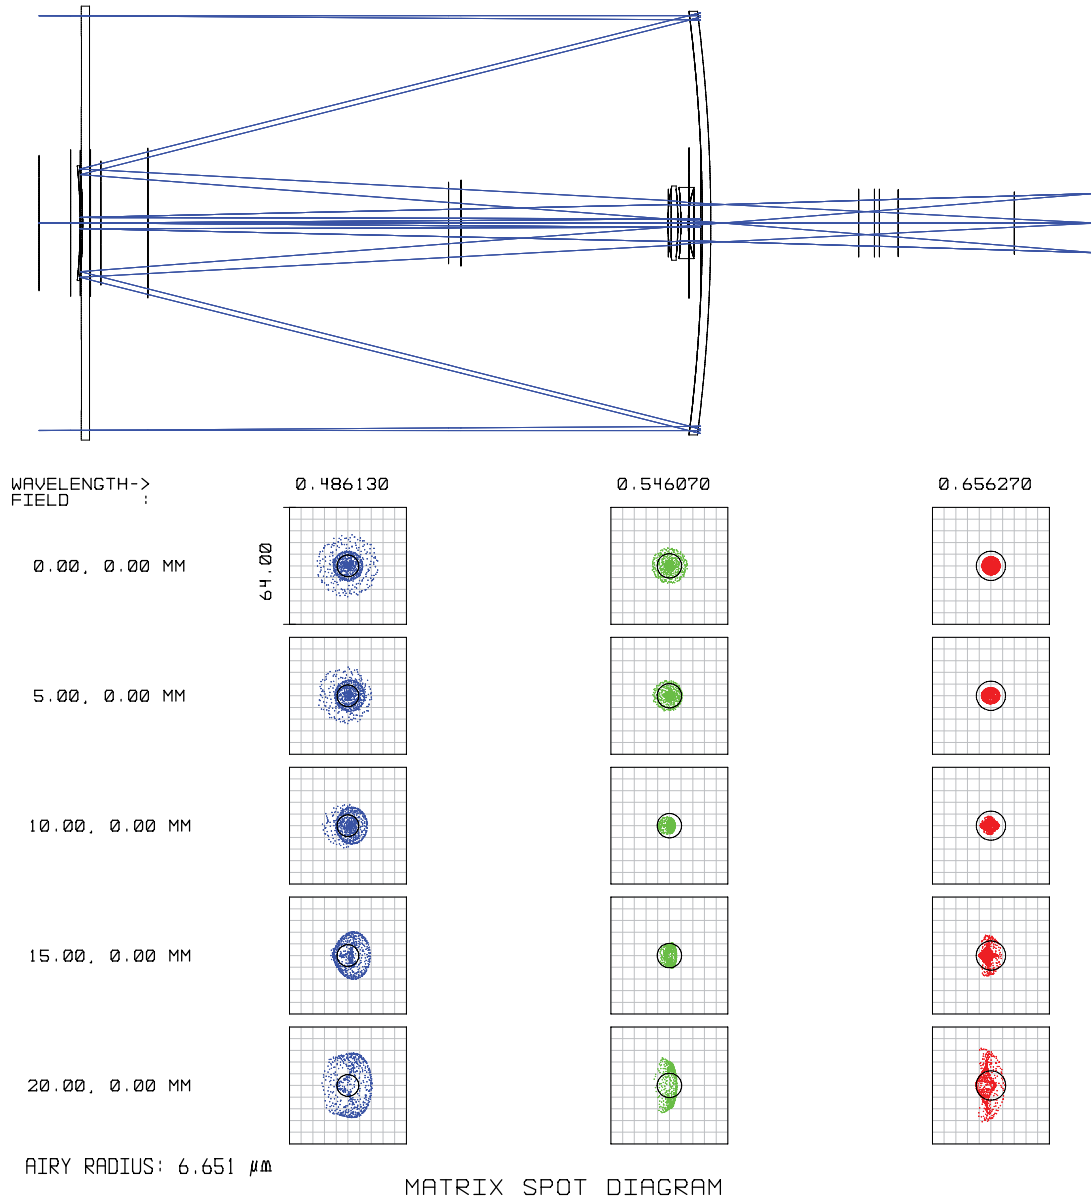 WAVELENGTH-> 0.486130 0.546070 0.656270
FIELD :
0.00, 0.00 MM
64.00
5.00, 0.00 MM
10.00, 0.00 MM
15.00, 0.00 MM
20.00, 0.00 MM
AIRY RADIUS: 6.651 µm
MATRIX SPOT DIAGRAM